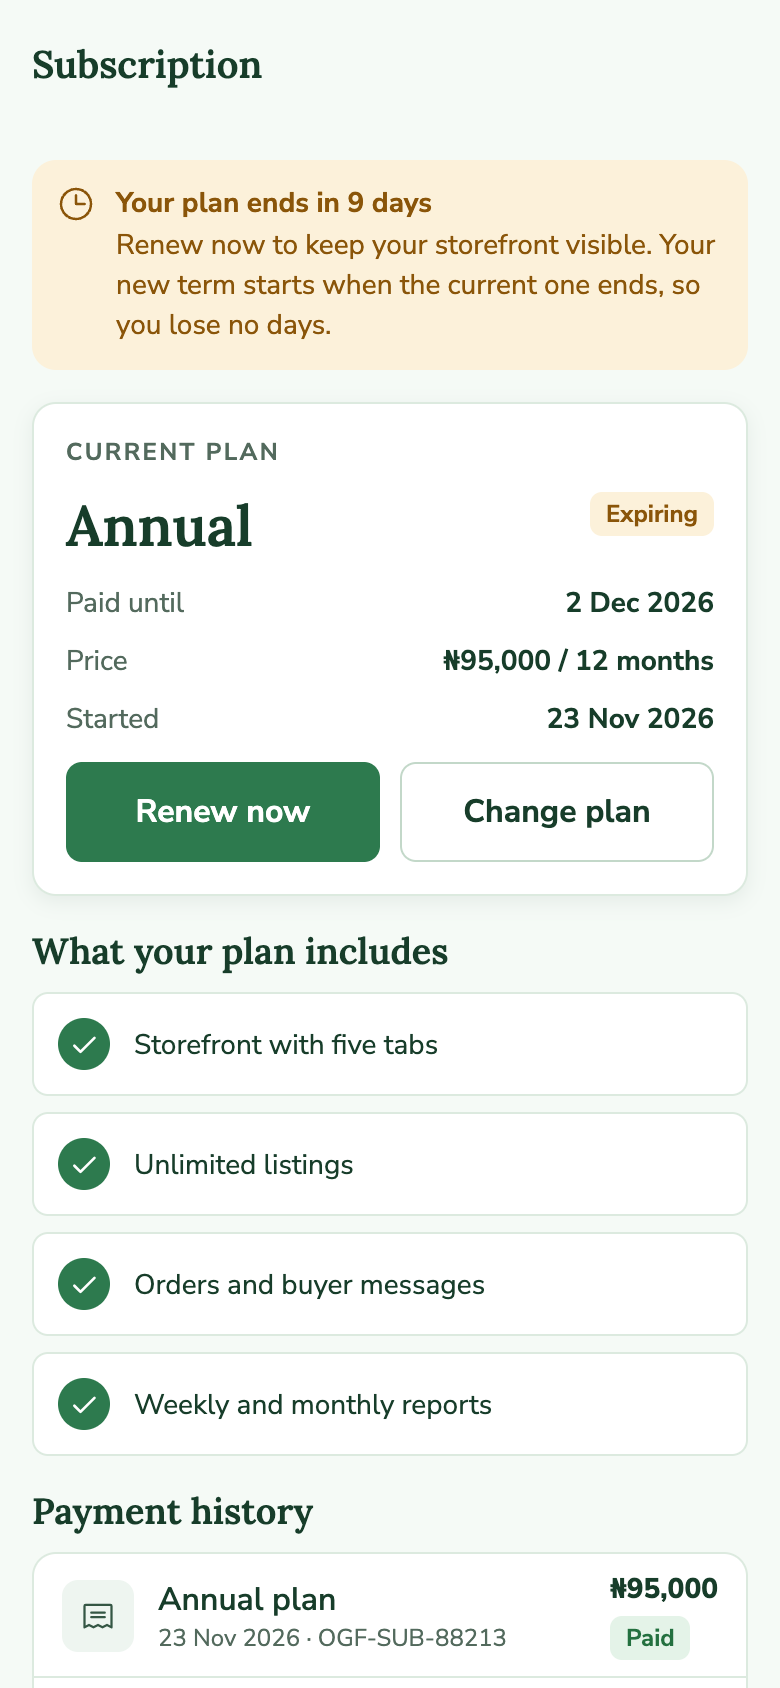 Subscription
Your plan ends in 9 days
Renew now to keep your storefront visible. Your
new term starts when the current one ends, so
you lose no days.
CURRENT PLAN
Annual
Expiring
Paid until
2 Dec 2026
Price
₦95,000 / 12 months
Started
23 Nov 2026
Renew now
Change plan
What your plan includes
Storefront with five tabs
Unlimited listings
Orders and buyer messages
Weekly and monthly reports
Payment history
Annual plan
₦95,000
23 Nov 2026 · OGF-SUB-88213
Paid